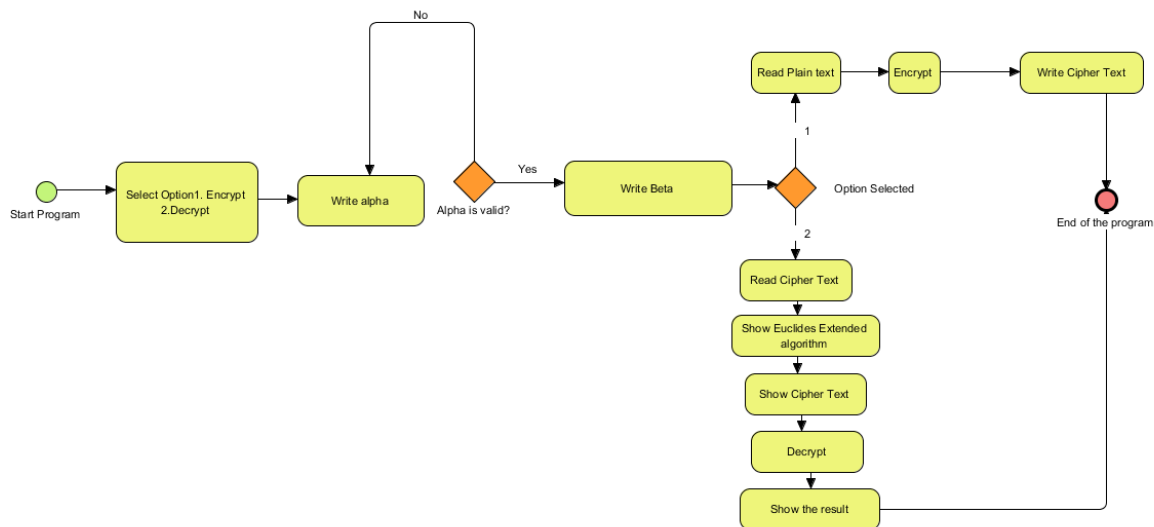 No
Read Plain text
Encrypt
Write Cipher Text
1
Start Program
Select Option1. Encrypt
2.Decrypt
Write alpha
Alpha is valid?
Yes
Write Beta
Option Selected
End of the program
2
Read Cipher Text
Show Euclides Extended
algorithm
Show Cipher Text
Decrypt
Show the result